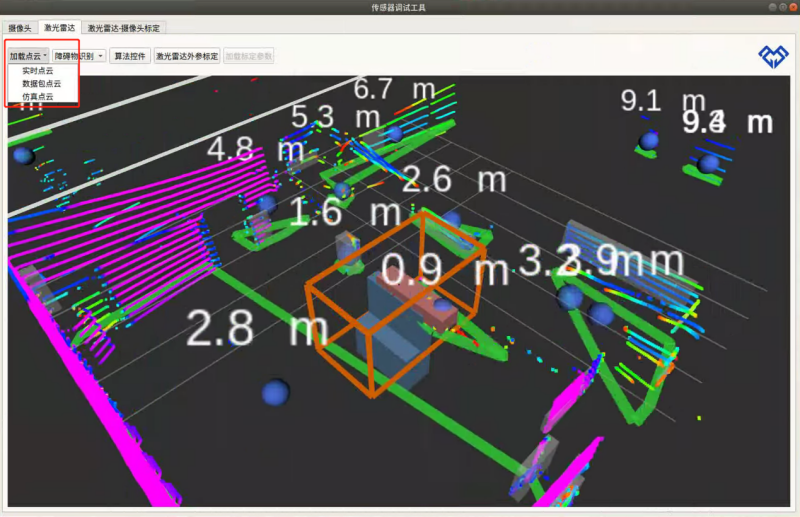 传感器调试工具
摄像头 激光雷达 激光雷达-摄像头标定
加载点云 障碍物识别 算法控件 激光雷达外参标定 加载标定参数
实时点云
数据包点云
仿真点云
m
6.7 m
5.3 m
9.1 m
m
4.8 m
2.6 m
1.6 m
0.9 m
m
m
2.8 m